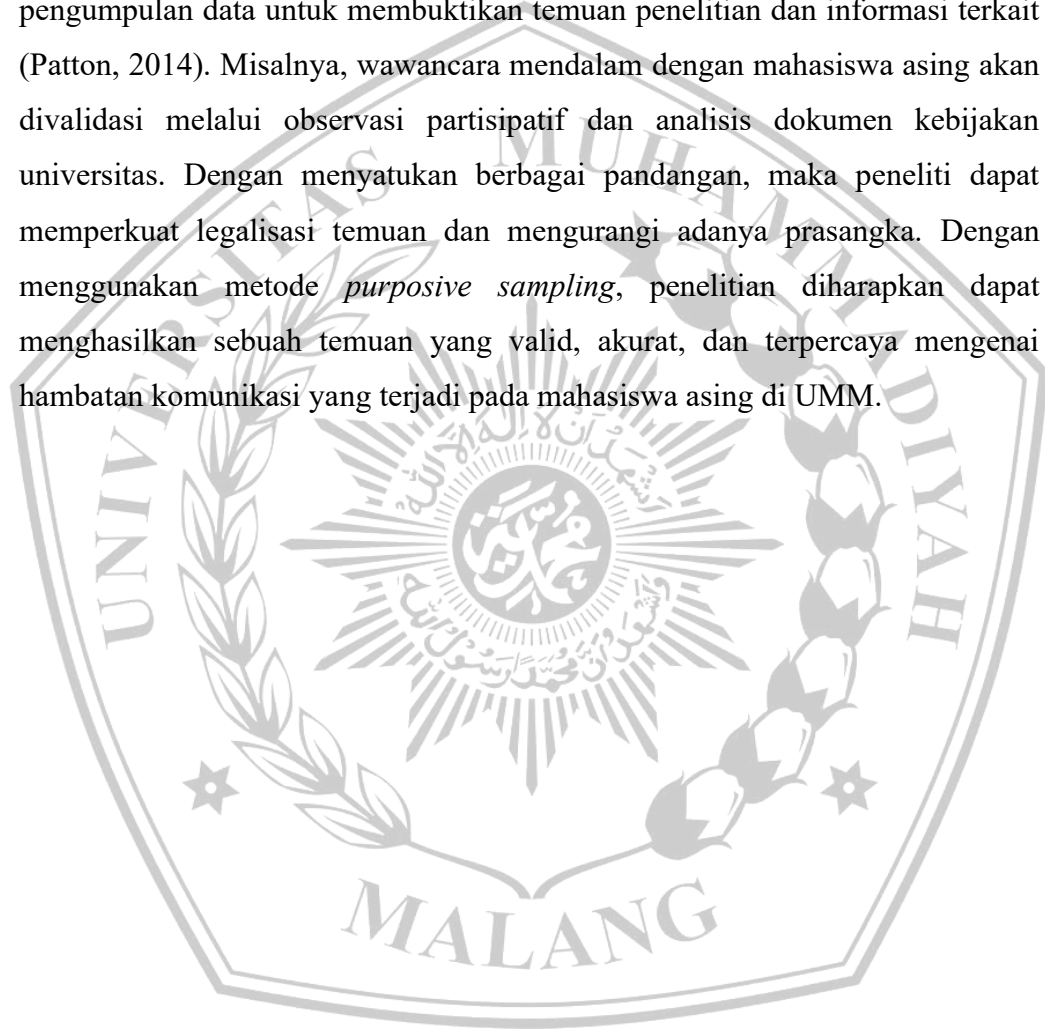 pengumpulan data untuk membuktikan temuan penelitian dan informasi terkait
(Patton, 2014). Misalnya, wawancara mendalam dengan mahasiswa asing akan
divalidasi melalui observasi partisipatif dan analisis dokumen kebijakan
universitas. Dengan menyatukan berbagai pandangan, maka peneliti dapat
memperkuat legalisasi temuan dan mengurangi adanya prasangka. Dengan
menggunakan metode purposive sampling, penelitian diharapkan dapat
menghasilkan sebuah temuan yang valid, akurat, dan terpercaya mengenai
hambatan komunikasi yang terjadi pada mahasiswa asing di UMM.
UNIVERSITAS MUHAMMADIYAH
MALANG